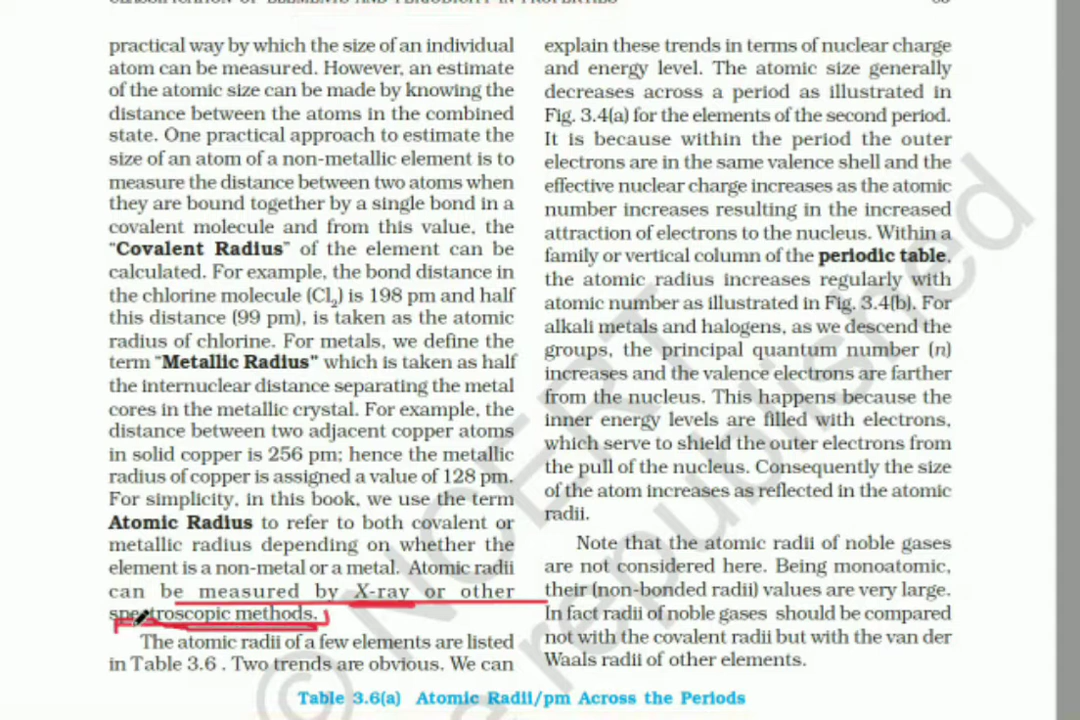 practical way by which the size of an individual
atom can be measured. However, an estimate
of the atomic size can be made by knowing the
distance between the atoms in the combined
state. One practical approach to estimate the
size of an atom of a non-metallic element is to
measure the distance between two atoms when
they are bound together by a single bond in a
covalent molecule and from this value, the
"Covalent Radius" of the element can be
calculated. For example, the bond distance in
the chlorine molecule (Cl₂) is 198 pm and half
this distance (99 pm), is taken as the atomic
radius of chlorine. For metals, we define the
term "Metallic Radius" which is taken as half
the internuclear distance separating the metal
cores in the metallic crystal. For example, the
distance between two adjacent copper atoms
in solid copper is 256 pm; hence the metallic
radius of copper is assigned a value of 128 pm.
For simplicity, in this book, we use the term
Atomic Radius to refer to both covalent or
metallic radius depending on whether the
element is a non-metal or a metal. Atomic radii
can be measured by X-ray or other
spectroscopic methods.
The atomic radii of a few elements are listed
in Table 3.6 . Two trends are obvious. We can
explain these trends in terms of nuclear charge
and energy level. The atomic size generally
decreases across a period as illustrated in
Fig. 3.4(a) for the elements of the second period.
It is because within the period the outer
electrons are in the same valence shell and the
effective nuclear charge increases as the atomic
number increases resulting in the increased
attraction of electrons to the nucleus. Within a
family or vertical column of the periodic table,
the atomic radius increases regularly with
atomic number as illustrated in Fig. 3.4(b). For
alkali metals and halogens, as we descend the
groups, the principal quantum number (n)
increases and the valence electrons are farther
from the nucleus. This happens because the
inner energy levels are filled with electrons,
which serve to shield the outer electrons from
the pull of the nucleus. Consequently the size
of the atom increases as reflected in the atomic
radii.
Note that the atomic radii of noble gases
are not considered here. Being monoatomic,
their (non-bonded radii) values are very large.
In fact radii of noble gases should be compared
not with the covalent radii but with the van der
Waals radii of other elements.
Table 3.6(a) Atomic Radii/pm Across the Periods
© NCERT
republished